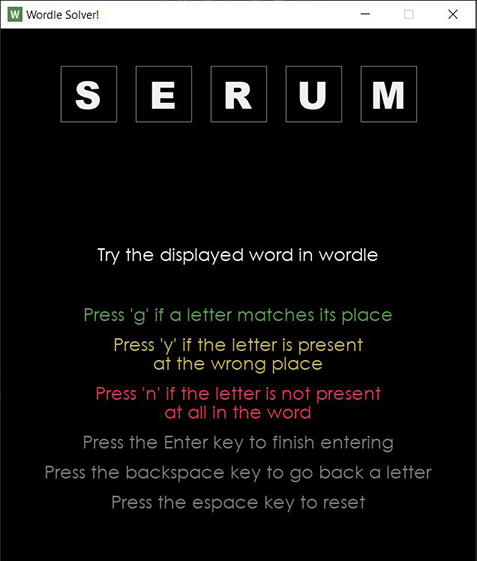 W Wordle Solver!
S E R U M
Try the displayed word in wordle
Press 'g' if a letter matches its place
Press 'y' if the letter is present
at the wrong place
Press 'n' if the letter is not present
at all in the word
Press the Enter key to finish entering
Press the backspace key to go back a letter
Press the espace key to reset